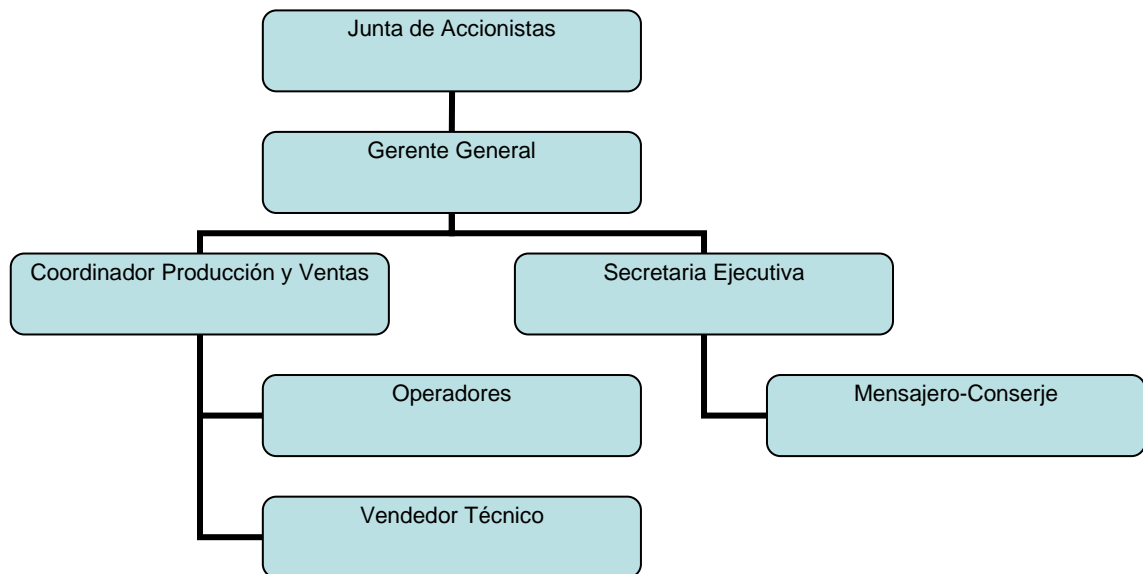 Junta de Accionistas
Gerente General
Coordinador Producción y Ventas
Secretaria Ejecutiva
Operadores
Mensajero-Conserje
Vendedor Técnico